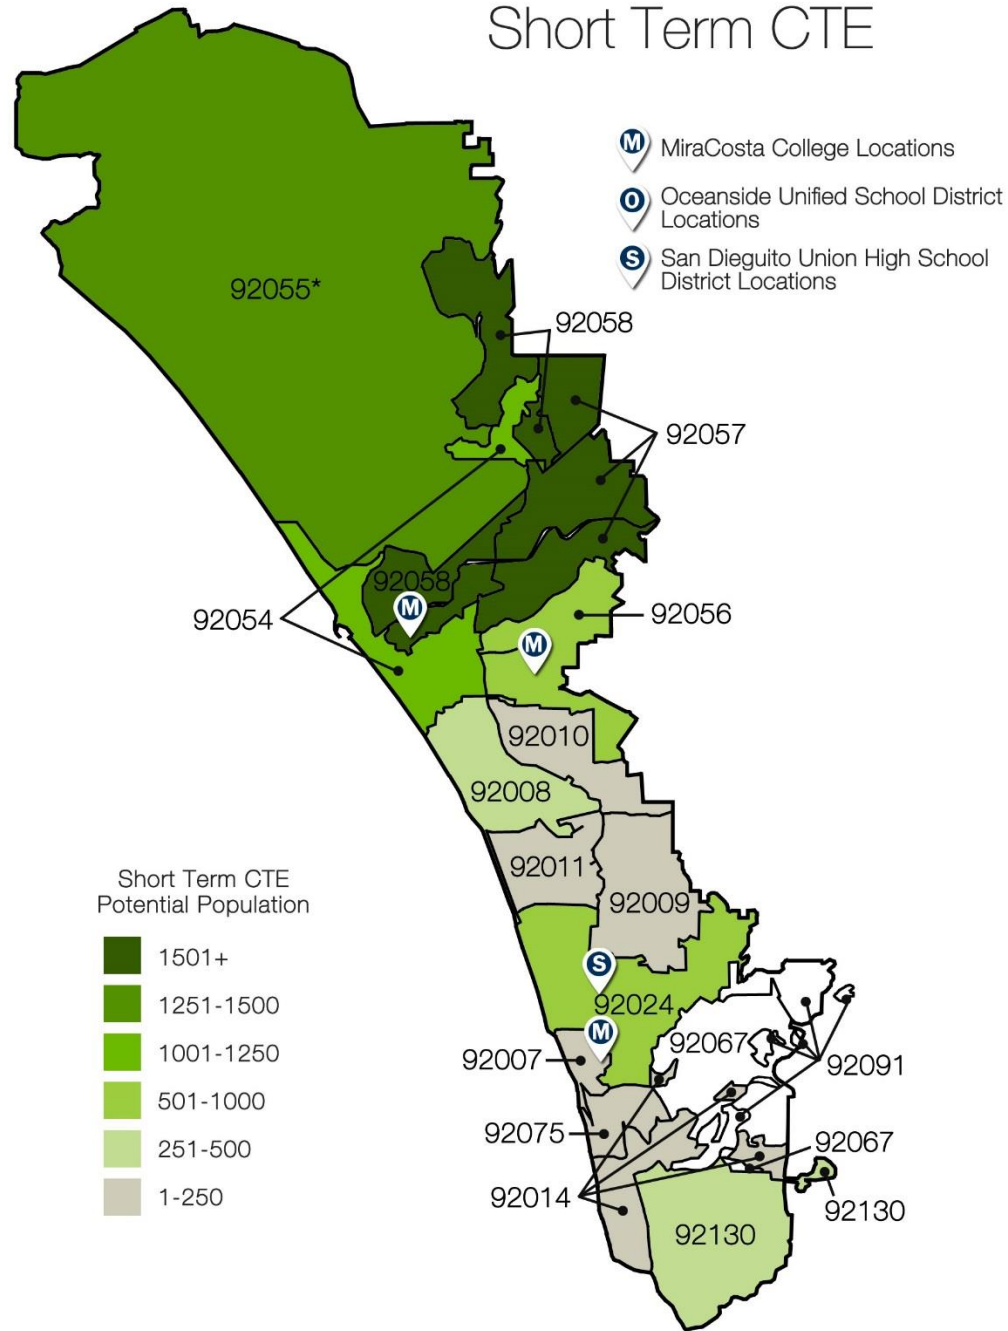 Short Term CTE
M
MiraCosta College Locations
O
Oceanside Unified School District
Locations
S
San Dieguito Union High School
District Locations
92055*
92058
92057
92058
92054
M
92056
M
92010
92008
92011
92009
Short Term CTE
Potential Population
1501+
1251-1500
1001-1250
501-1000
251-500
1-250
S
92024
M
92007
92067
92091
92075
92067
92014
92130
92130